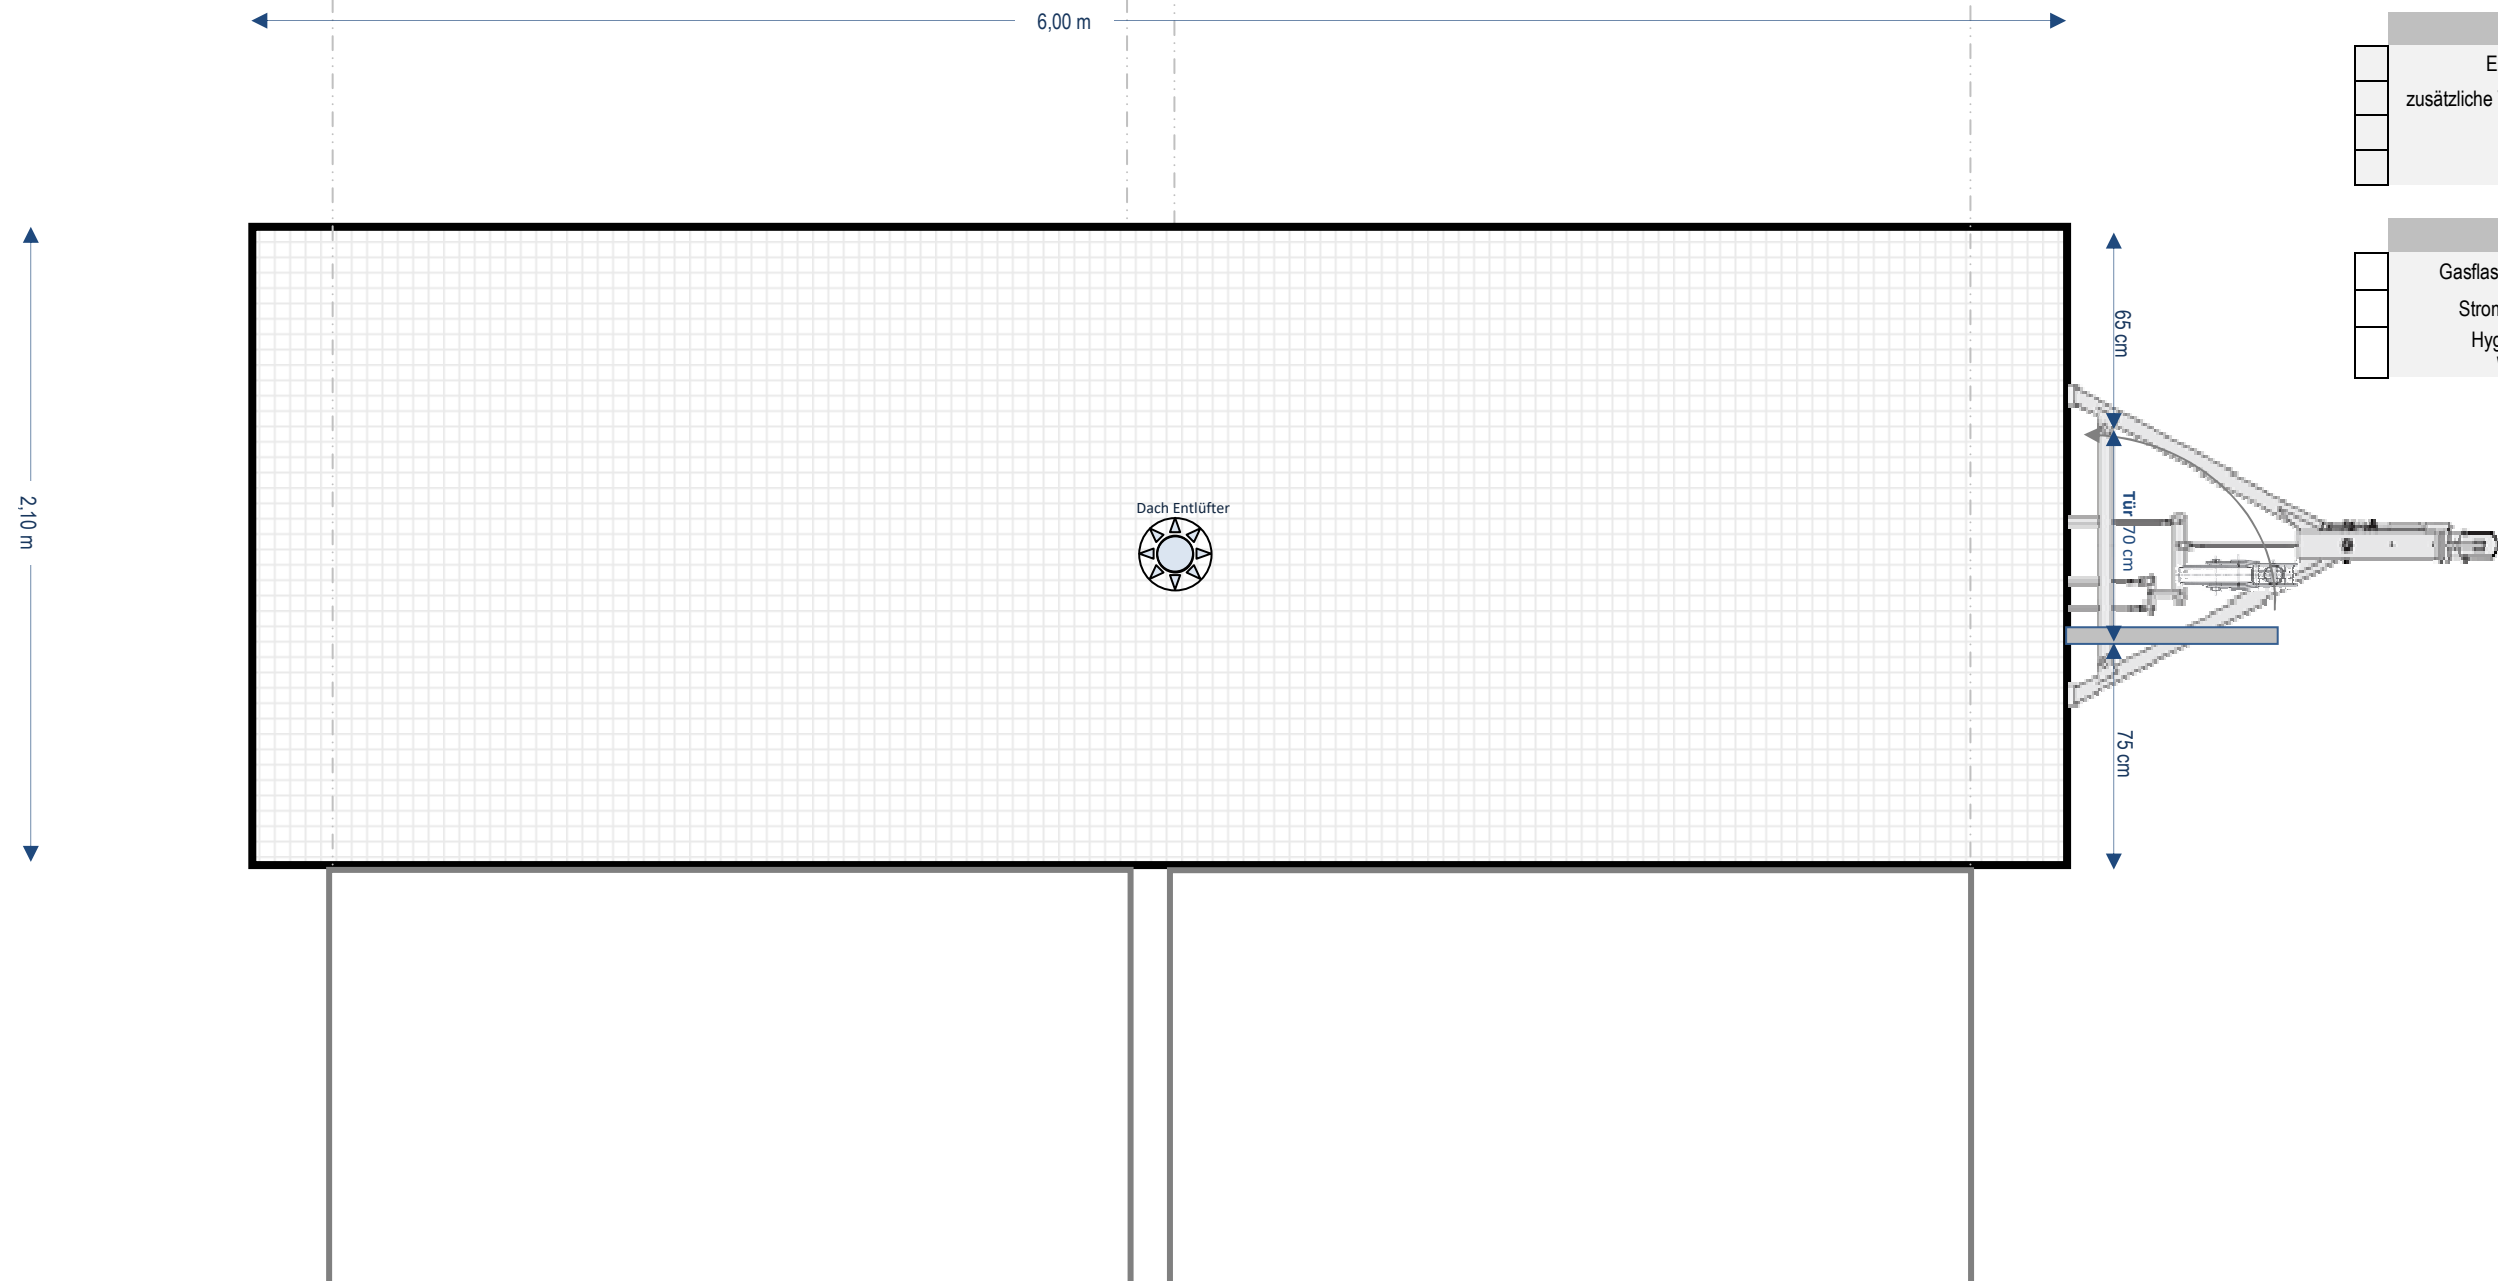 6,00 m
E
zusätzliche
Gasflas
Stron
Hyg
65 cm
2,10 m
Tür 70 cm
Dach Entlüfter
75 cm